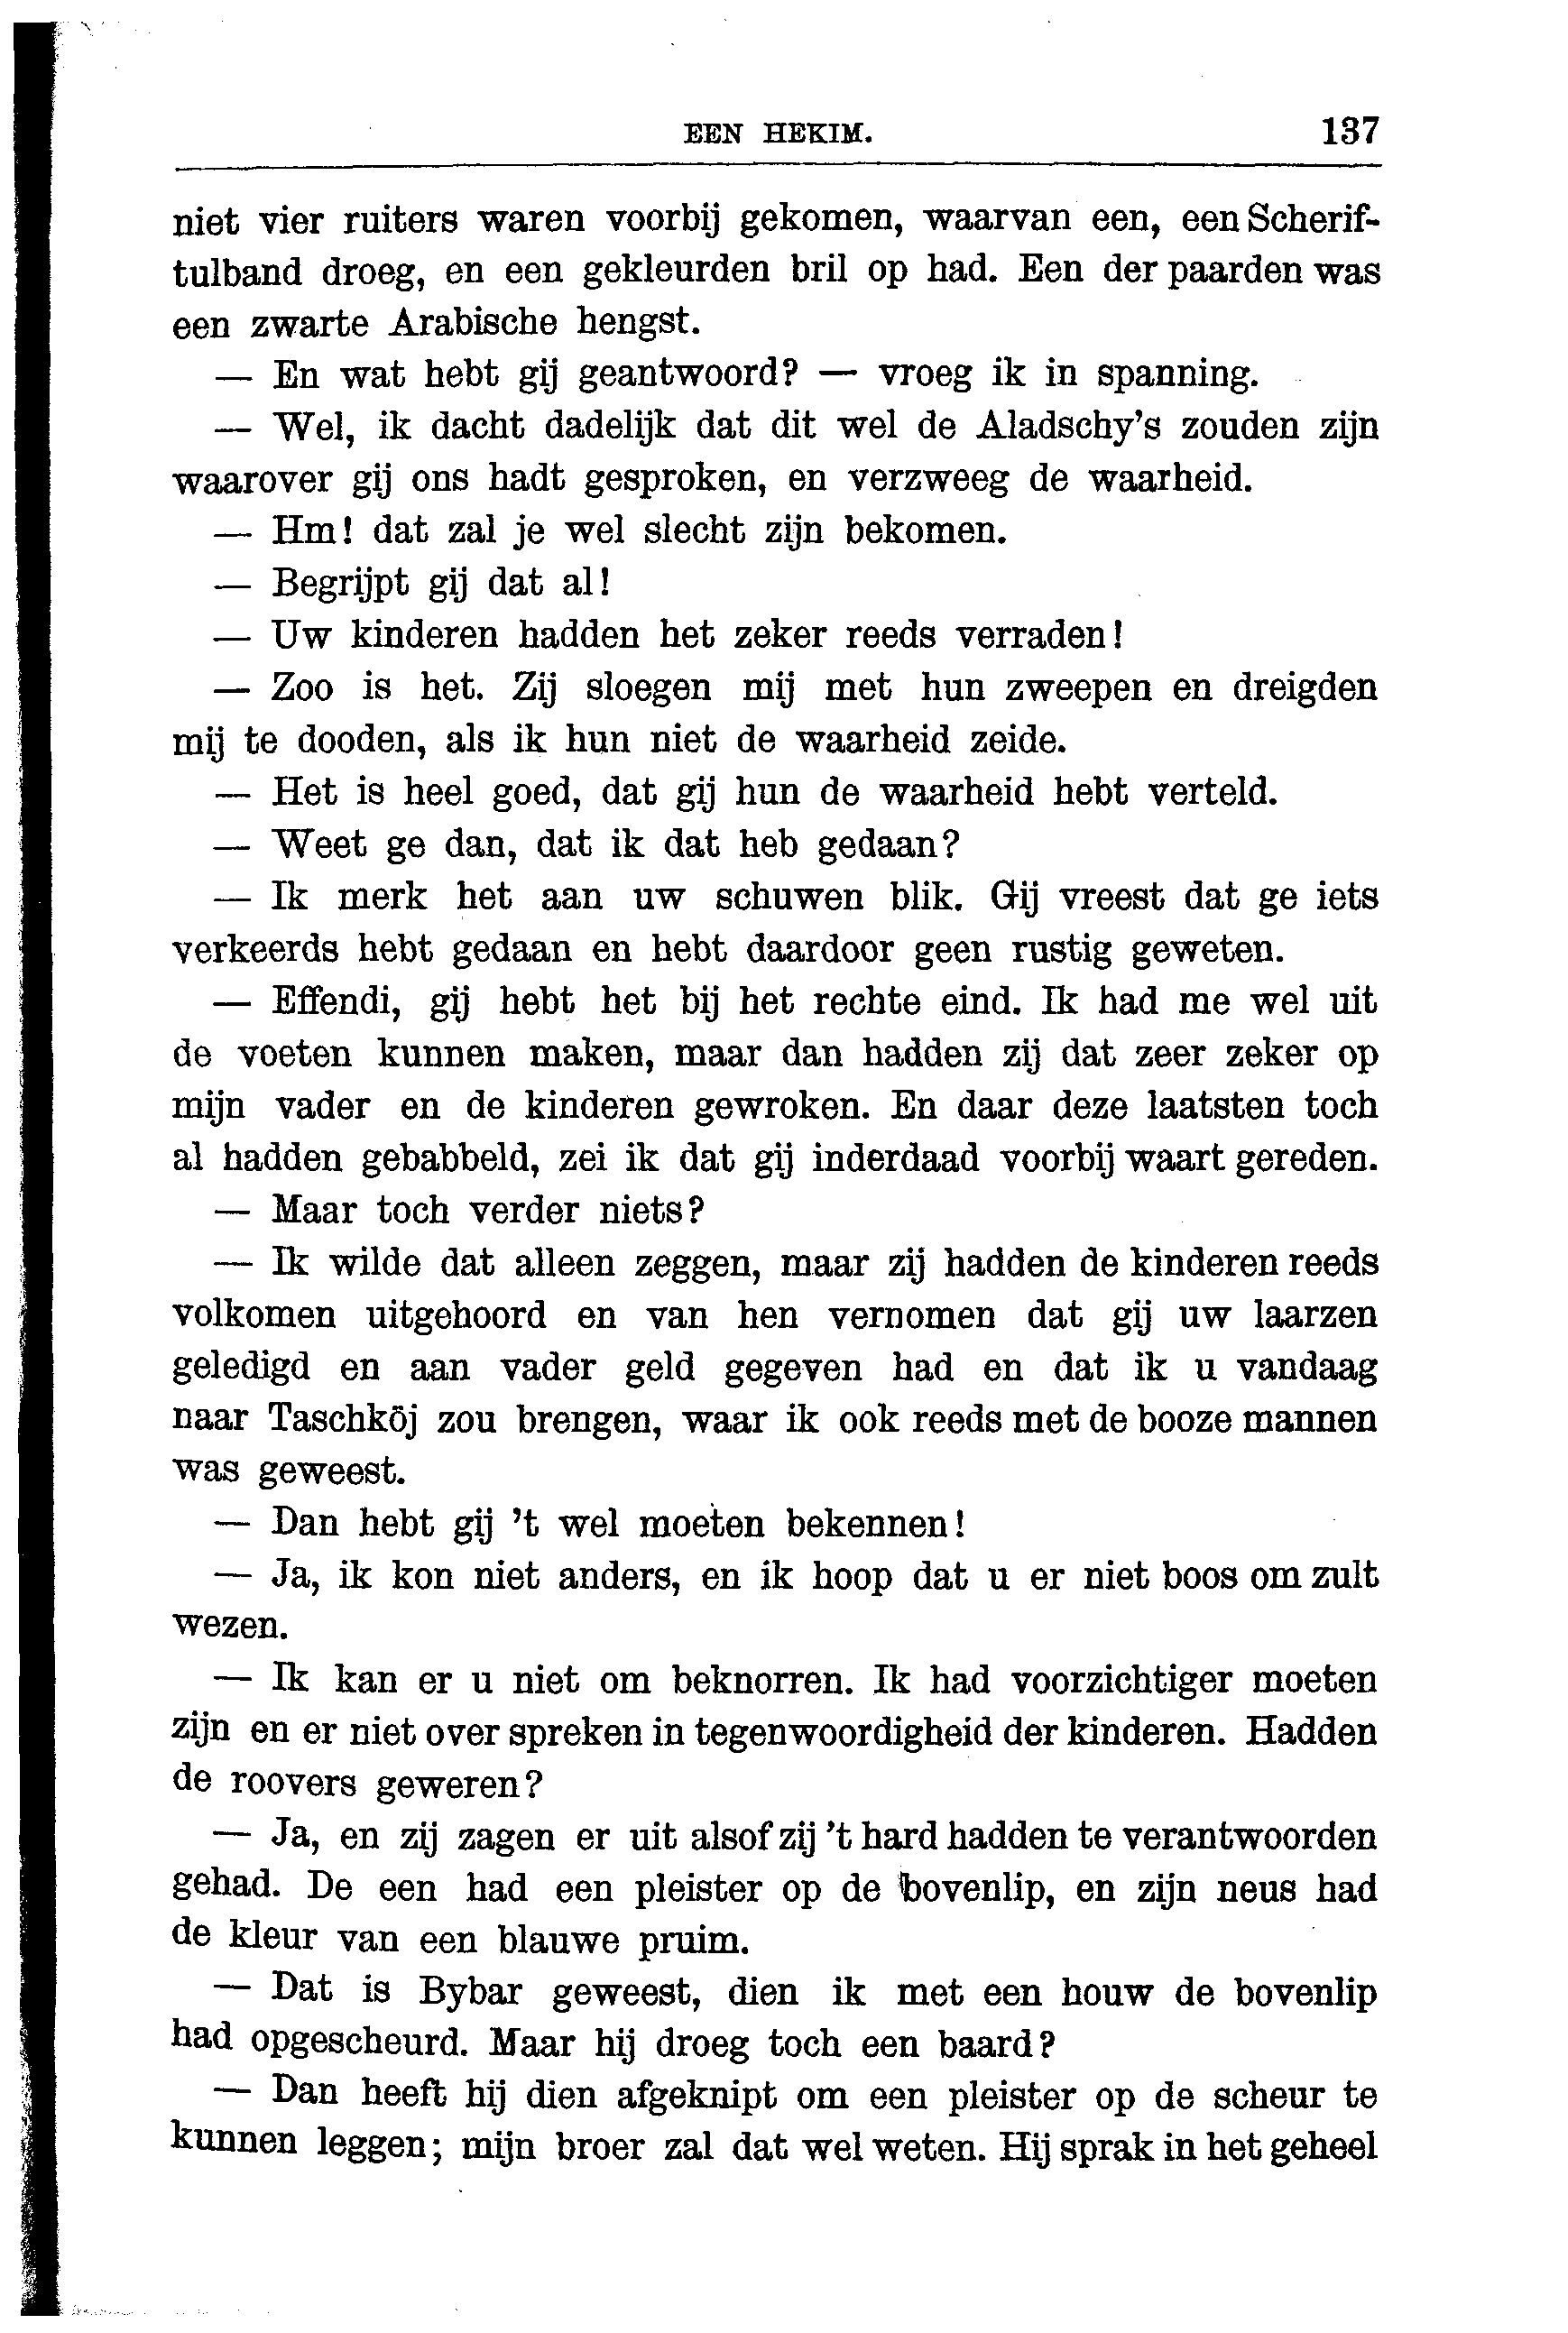 EEN HEKIM. 137
niet vier ruiters waren voorbij gekomen, waarvan een, een Scherif-
tulband droeg, en een gekleurden bril op had. Een der paarden was
een zwarte Arabische hengst.
— En wat hebt gij geantwoord? — vroeg ik in spanning.
— Wel, ik dacht dadelijk dat dit wel de Aladschy's zouden zijn
waarover gij ons hadt gesproken, en verzweeg de waarheid.
— Hm! dat zal je wel slecht zijn bekomen.
— Begrijpt gij dat al!
— Uw kinderen hadden het zeker reeds verraden!
— Zoo is het. Zij sloegen mij met hun zweepen en dreigden
mij te dooden, als ik hun niet de waarheid zeide.
— Het is heel goed, dat gij hun de waarheid hebt verteld.
— Weet ge dan, dat ik dat heb gedaan?
— Ik merk het aan uw schuwen blik. Gij vreest dat ge iets
verkeerds hebt gedaan en hebt daardoor geen rustig geweten.
— Effendi, gij hebt het bij het rechte eind. Ik had me wel uit
de voeten kunnen maken, maar dan hadden zij dat zeer zeker op
mijn vader en de kinderen gewroken. En daar deze laatsten toch
al hadden gebabbeld, zei ik dat gij inderdaad voorbij waart gereden.
— Maar toch verder niets?
— Ik wilde dat alleen zeggen, maar zij hadden de kinderen reeds
volkomen uitgehoord en van hen vernomen dat gij uw laarzen
geledigd en aan vader geld gegeven had en dat ik u vandaag
naar Taschköj zou brengen, waar ik ook reeds met de booze mannen
was geweest.
— Dan hebt gij 't wel moeten bekennen!
— Ja, ik kon niet anders, en ik hoop dat u er niet boos om zult
wezen.
— Ik kan er u niet om beknorren. Ik had voorzichtiger moeten
zijn en er niet over spreken in tegenwoordigheid der kinderen. Hadden
de roovers geweren?
— Ja, en zij zagen er uit alsof zij 't hard hadden te verantwoorden
gehad. De een had een pleister op de bovenlip, en zijn neus had
de kleur van een blauwe pruim.
— Dat is Bybar geweest, dien ik met een houw de bovenlip
had opgescheurd. Maar hij droeg toch een baard?
— Dan heeft hij dien afgeknipt om een pleister op de scheur te
kunnen leggen; mijn broer zal dat wel weten. Hij sprak in het geheel